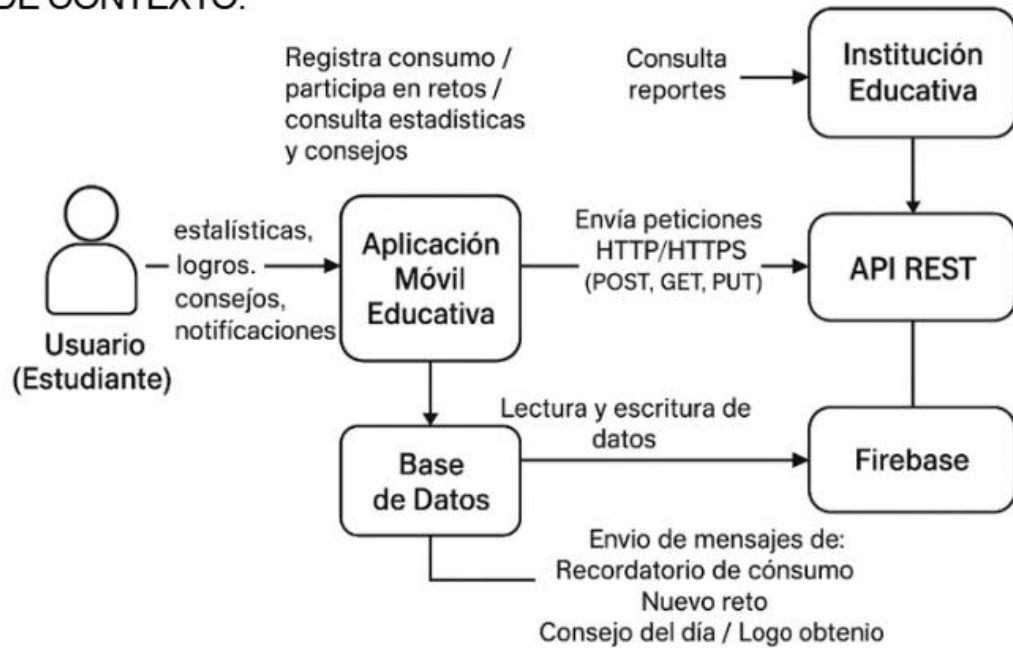 DE CONTEXTO:
Registra consumo /
participa en retos /
consulta estadísticas
y consejos
Consulta
reportes
Institución
Educativa
estalísticas,
logros.
consejos,
notificaciones
Usuario
(Estudiante)
Aplicación
Móvil
Educativa
Envía peticiones
HTTP/HTTPS
(POST, GET, PUT)
API REST
Base
de Datos
Lectura y escritura de
datos
Firebase
Envio de mensajes de:
Recordatorio de cónsumo
Nuevo reto
Consejo del día / Logo obtenio